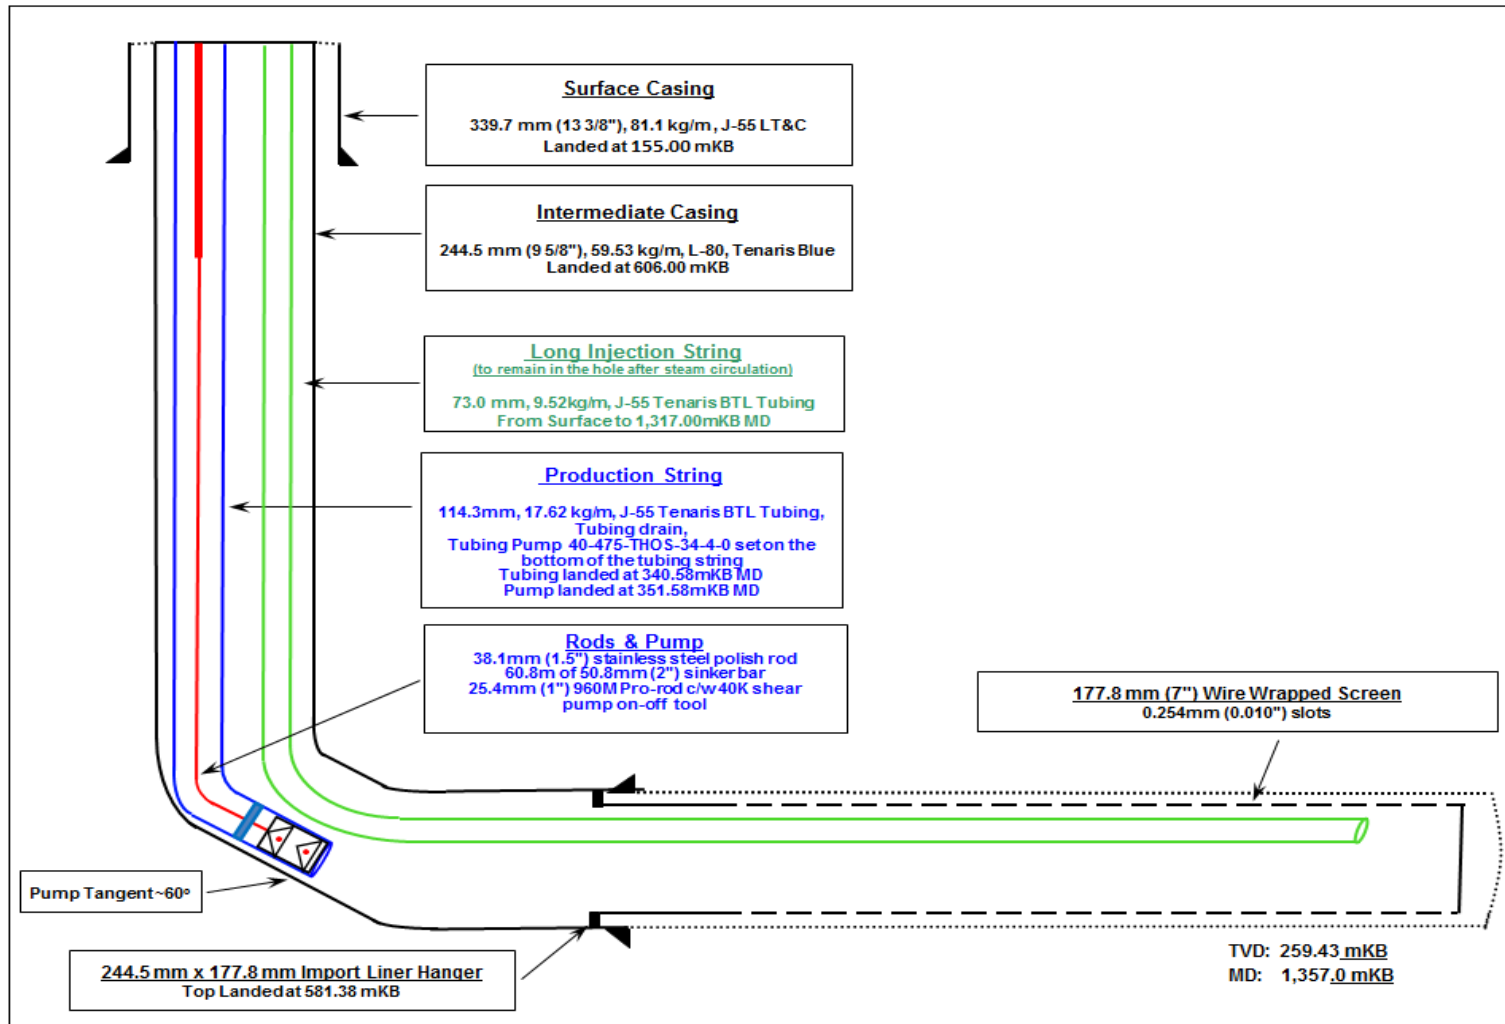 Surface Casing
339.7 mm (13 3/8"), 81.1 kg/m, J-55 LT&C
Landed at 155.00 mKB
Intermediate Casing
244.5 mm (9 5/8"), 59.53 kg/m, L-80, Tenaris Blue
Landed at 606.00 mKB
Long Injection String
(to remain in the hole after steam circulation)
73.0 mm, 9.52kg/m, J-55 Tenaris BTL Tubing
From Surface to 1,317.00mKB MD
Production String
114.3mm, 17.62 kg/m, J-55 Tenaris BTL Tubing,
Tubing drain,
Tubing Pump 40-475-THOS-34-4-0 set on the
bottom of the tubing string
Tubing landed at 340.58mKB MD
Pump landed at 351.58mKB MD
Rods & Pump
38.1mm (1.5") stainless steel polish rod
60.8m of 50.8mm (2") sinker bar
25.4mm (1") 960M Pro-rod c/w 40K shear
pump on-off tool
177.8 mm (7") Wire Wrapped Screen
0.254mm (0.010") slots
Pump Tangent ~60°
244.5 mm x 177.8 mm Import Liner Hanger
Top Landed at 581.38 mKB
TVD: 259.43 mKB
MD: 1,357.0 mKB